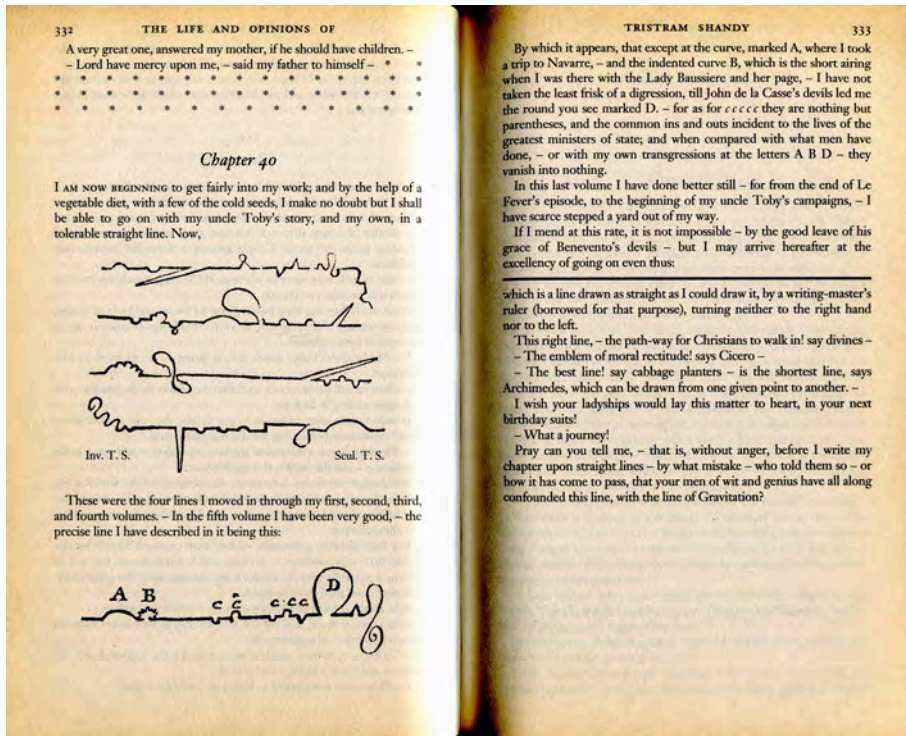 332 THE LIFE AND OPINIONS OF
A very great one, answered my mother, if he should have children. –
– Lord have mercy upon me, – said my father to himself – * *
* * * * * * * * * * * * * *
* * * * * * * * * * * * * *
* * * * * * * * * * * * *
Chapter 40
I AM NOW BEGINNING to get fairly into my work; and by the help of a
vegetable diet, with a few of the cold seeds, I make no doubt but I shall
be able to go on with my uncle Toby's story, and my own, in a
tolerable straight line. Now,
Inv. T. S. Scul. T. S.
These were the four lines I moved in through my first, second, third,
and fourth volumes. – In the fifth volume I have been very good, – the
precise line I have described in it being this:
A B c c c c c D
TRISTRAM SHANDY 333
By which it appears, that except at the curve, marked A, where I took
a trip to Navarre, – and the indented curve B, which is the short airing
when I was there with the Lady Baussiere and her page, – I have not
taken the least frisk of a digression, till John de la Casse's devils led me
the round you see marked D. – for as for c c c c c they are nothing but
parentheses, and the common ins and outs incident to the lives of the
greatest ministers of state; and when compared with what men have
done, – or with my own transgressions at the letters A B D – they
vanish into nothing.
In this last volume I have done better still – for from the end of Le
Fever's episode, to the beginning of my uncle Toby's campaigns, – I
have scarce stepped a yard out of my way.
If I mend at this rate, it is not impossible – by the good leave of his
grace of Benevento's devils – but I may arrive hereafter at the
excellency of going on even thus:
which is a line drawn as straight as I could draw it, by a writing-master's
ruler (borrowed for that purpose), turning neither to the right hand
nor to the left.
This right line, – the path-way for Christians to walk in! say divines –
– The emblem of moral rectitude! says Cicero –
– The best line! say cabbage planters – is the shortest line, says
Archimedes, which can be drawn from one given point to another. –
I wish your ladyships would lay this matter to heart, in your next
birthday suits!
– What a journey!
Pray can you tell me, – that is, without anger, before I write my
chapter upon straight lines – by what mistake – who told them so – or
how it has come to pass, that your men of wit and genius have all along
confounded this line, with the line of Gravitation?